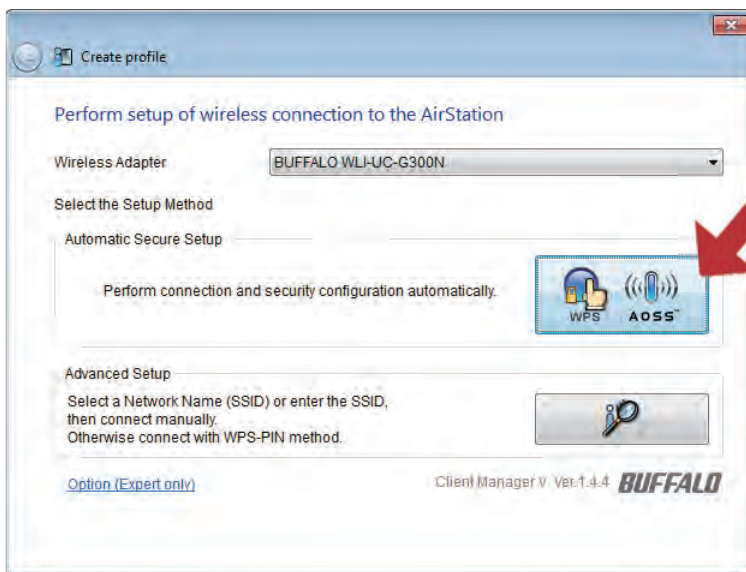 Create profile
Perform setup of wireless connection to the AirStation
Wireless Adapter
BUFFALO WLI-UC-G300N
Select the Setup Method
Automatic Secure Setup
Perform connection and security configuration automatically.
WPS
AOSS™
Advanced Setup
Select a Network Name (SSID) or enter the SSID,
then connect manually.
Otherwise connect with WPS-PIN method.
Option (Expert only)
Client Manager V Ver.1.4.4 BUFFALO